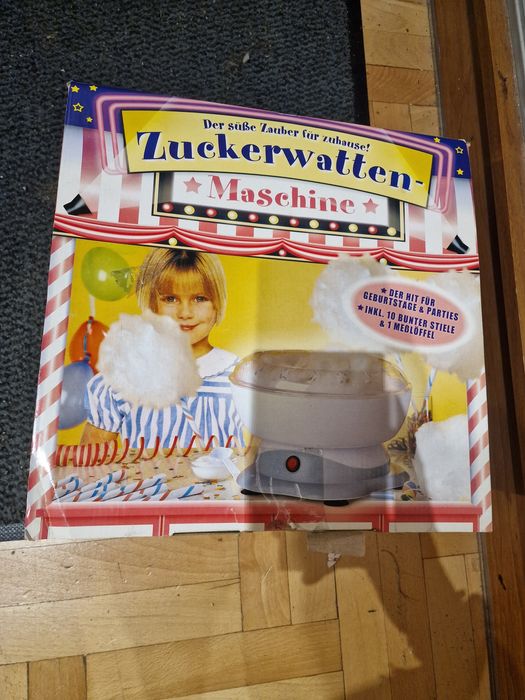 Der süße Zauber für zuhause!
Zuckerwatten-
Maschine
DER HIT FÜR
GEBURTSTAGE & PARTIES
INKL. 10 BUNTER STIELE
& 1 MEßLÖFFEL